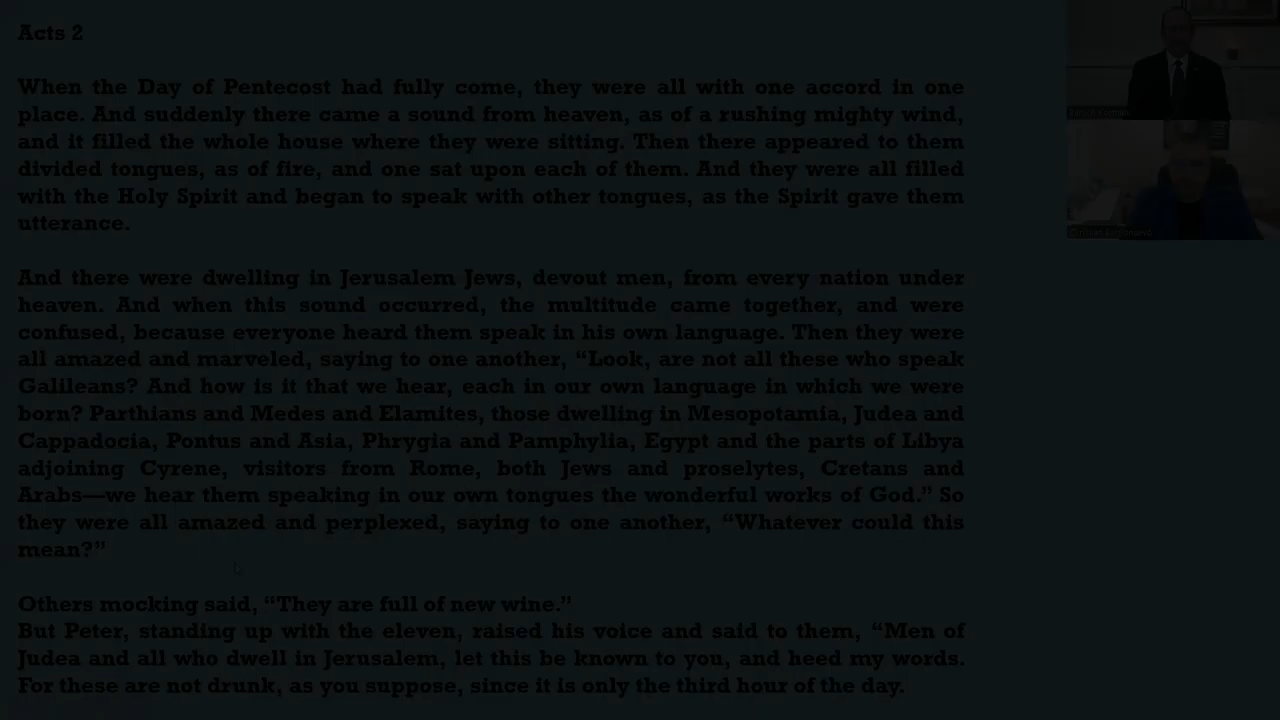 Acts 2
When the Day of Pentecost had fully come, they were all with one accord in one
place. And suddenly there came a sound from heaven, as of a rushing mighty wind,
and it filled the whole house where they were sitting. Then there appeared to them
divided tongues, as of fire, and one sat upon each of them. And they were all filled
with the Holy Spirit and began to speak with other tongues, as the Spirit gave them
utterance.
And there were dwelling in Jerusalem Jews, devout men, from every nation under
heaven. And when this sound occurred, the multitude came together, and were
confused, because everyone heard them speak in his own language. Then they were
all amazed and marveled, saying to one another, “Look, are not all these who speak
Galileans? And how is it that we hear, each in our own language in which we were
born? Parthians and Medes and Elamites, those dwelling in Mesopotamia, Judea and
Cappadocia, Pontus and Asia, Phrygia and Pamphylia, Egypt and the parts of Libya
adjoining Cyrene, visitors from Rome, both Jews and proselytes, Cretans and
Arabs—we hear them speaking in our own tongues the wonderful works of God.” So
they were all amazed and perplexed, saying to one another, “Whatever could this
mean?”
Others mocking said, “They are full of new wine.”
But Peter, standing up with the eleven, raised his voice and said to them, “Men of
Judea and all who dwell in Jerusalem, let this be known to you, and heed my words.
For these are not drunk, as you suppose, since it is only the third hour of the day.